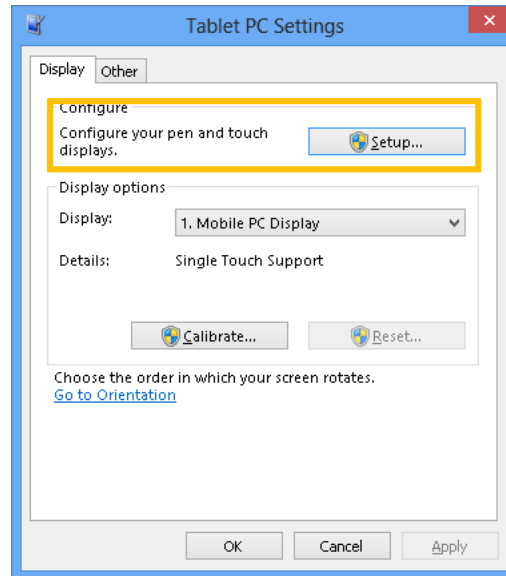 Tablet PC Settings
Display Other
Configure
Configure your pen and touch
displays.
Setup...
Display options
Display: 1. Mobile PC Display
Details: Single Touch Support
Calibrate... Reset...
Choose the order in which your screen rotates.
Go to Orientation
OK Cancel Apply